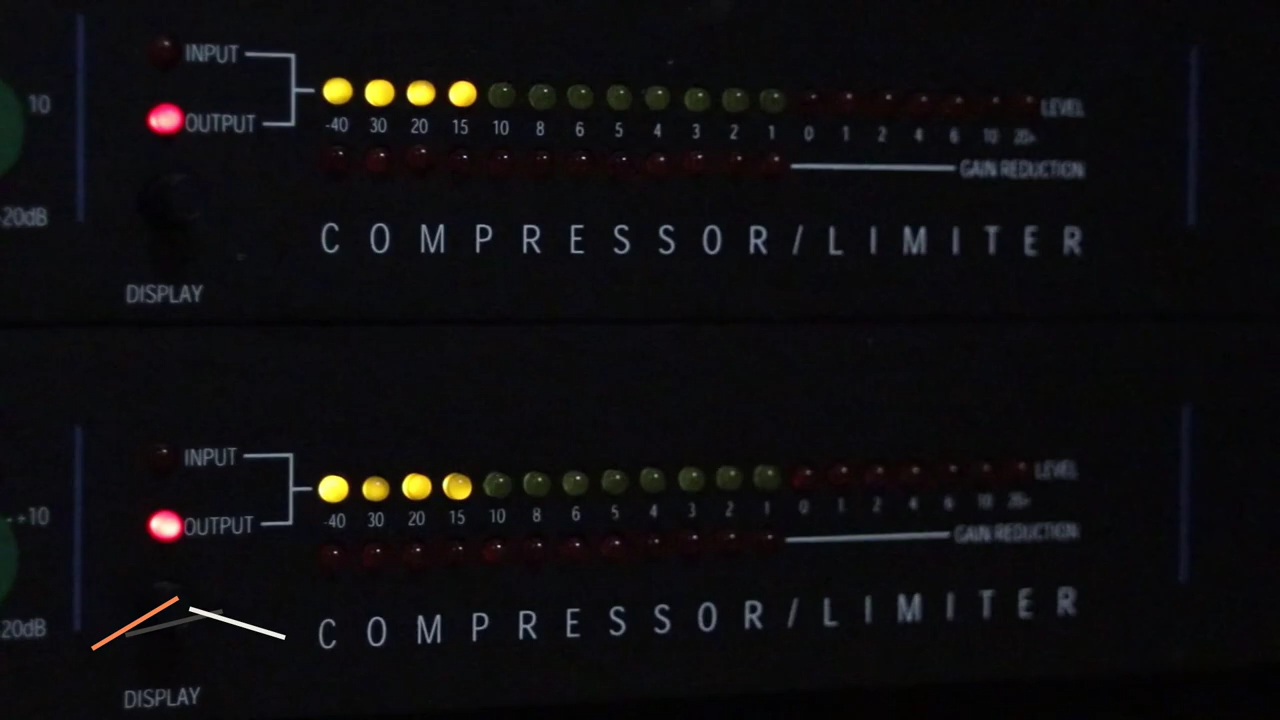 INPUT
10
OUTPUT
LEVEL
-40 30 20 15 10 8 6 5 4 3 2 1 0 1 2 4 6 10 20+
GAIN REDUCTION
-20dB
COMPRESSOR/LIMITER
DISPLAY
INPUT
LEVEL
+10
OUTPUT
-40 30 20 15 10 8 6 5 4 3 2 1 0 1 2 4 6 10 20+
GAIN REDUCTION
20dB
COMPRESSOR/LIMITER
DISPLAY